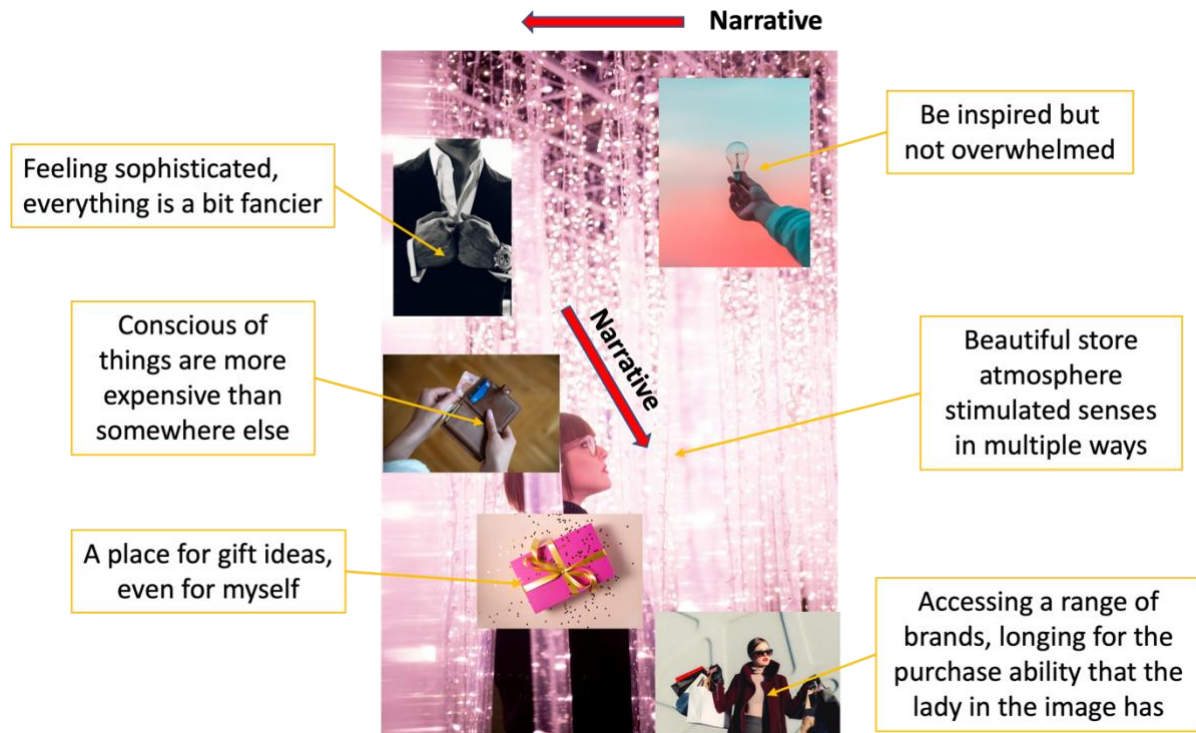 Narrative
Be inspired but
not overwhelmed
Feeling sophisticated,
everything is a bit fancier
Narrative
Conscious of
things are more
expensive than
somewhere else
Beautiful store
atmosphere
stimulated senses
in multiple ways
A place for gift ideas,
even for myself
Accessing a range of
brands, longing for the
purchase ability that the
lady in the image has